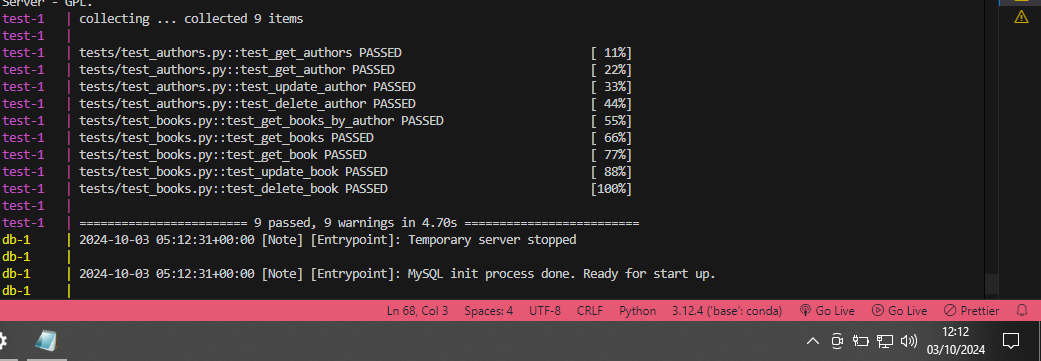 Server - GPL.
test-1 | collecting ... collected 9 items
test-1 |
test-1 | tests/test_authors.py::test_get_authors PASSED [ 11%]
test-1 | tests/test_authors.py::test_get_author PASSED [ 22%]
test-1 | tests/test_authors.py::test_update_author PASSED [ 33%]
test-1 | tests/test_authors.py::test_delete_author PASSED [ 44%]
test-1 | tests/test_books.py::test_get_books_by_author PASSED [ 55%]
test-1 | tests/test_books.py::test_get_books PASSED [ 66%]
test-1 | tests/test_books.py::test_get_book PASSED [ 77%]
test-1 | tests/test_books.py::test_update_book PASSED [ 88%]
test-1 | tests/test_books.py::test_delete_book PASSED [100%]
test-1 |
test-1 | ======================== 9 passed, 9 warnings in 4.70s =========================
db-1 | 2024-10-03 05:12:31+00:00 [Note] [Entrypoint]: Temporary server stopped
db-1 |
db-1 | 2024-10-03 05:12:31+00:00 [Note] [Entrypoint]: MySQL init process done. Ready for start up.
db-1 |
Ln 68, Col 3 Spaces: 4 UTF-8 CRLF Python 3.12.4 ('base': conda) Go Live Go Live Prettier
12:12
03/10/2024